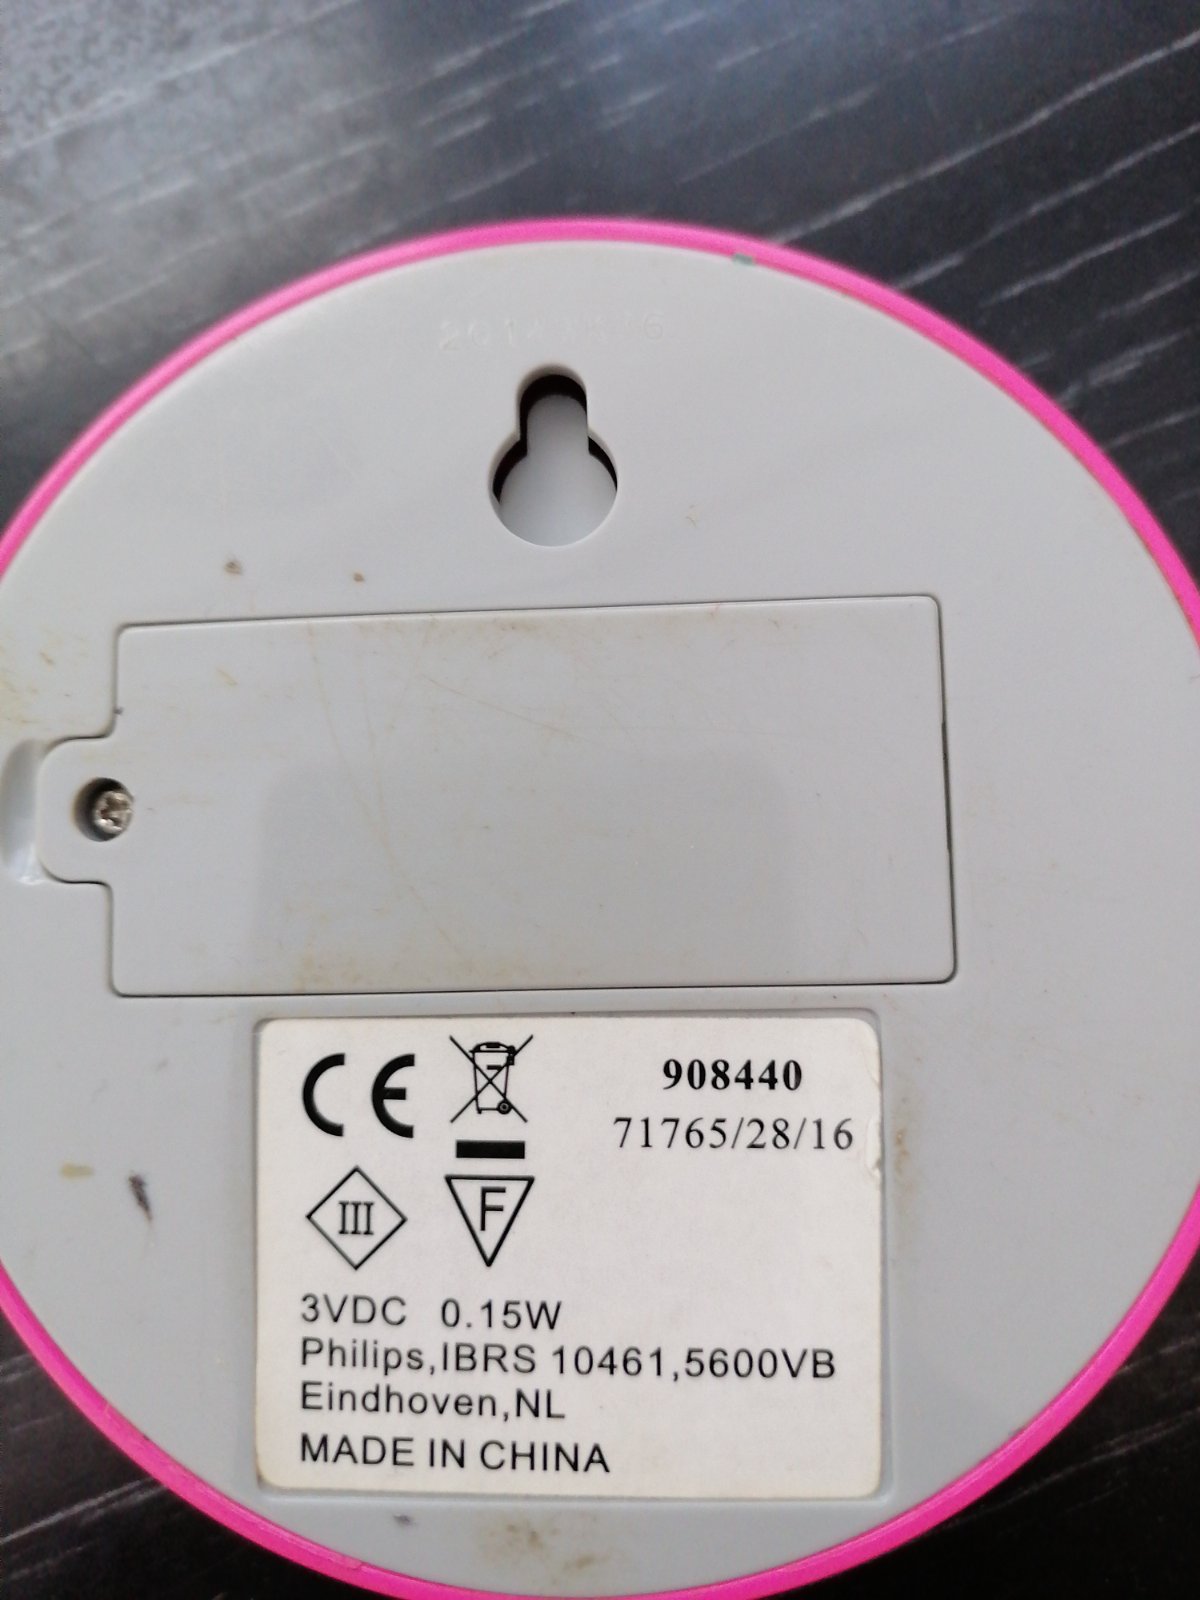 CE
908440
71765/28/16
III
F
3VDC 0.15W
Philips,IBRS 10461,5600VB
Eindhoven,NL
MADE IN CHINA